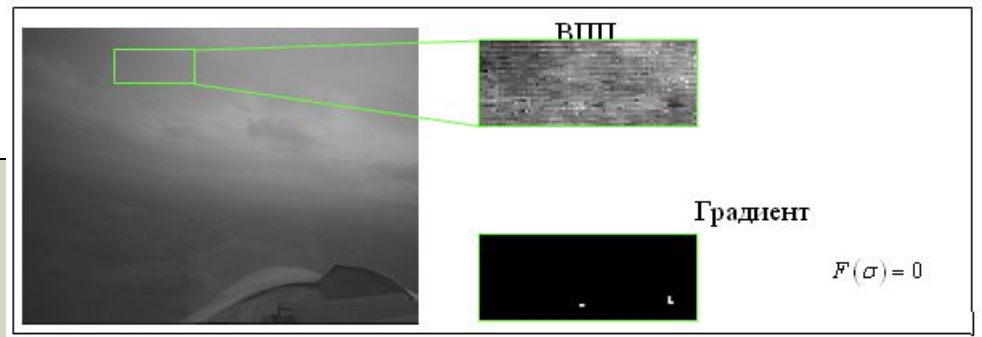 ВПП
Градиент
F(σ) = 0